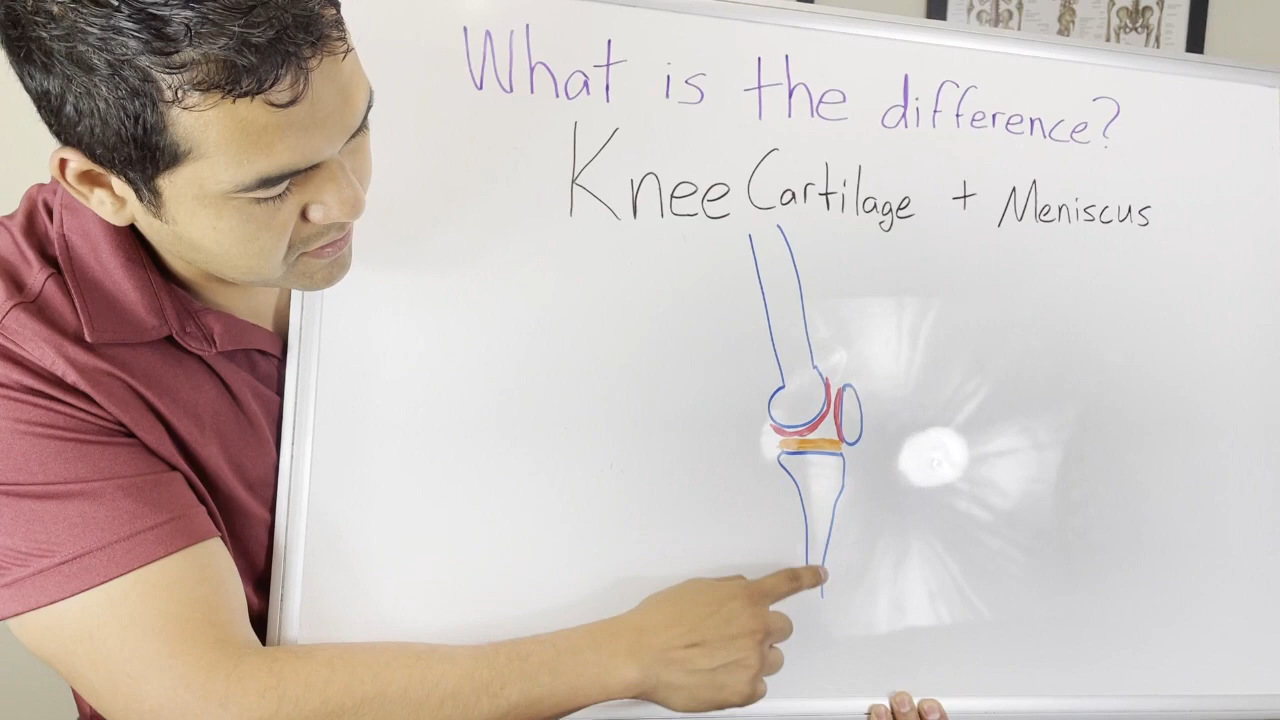 What is the difference?
Knee Cartilage + Meniscus